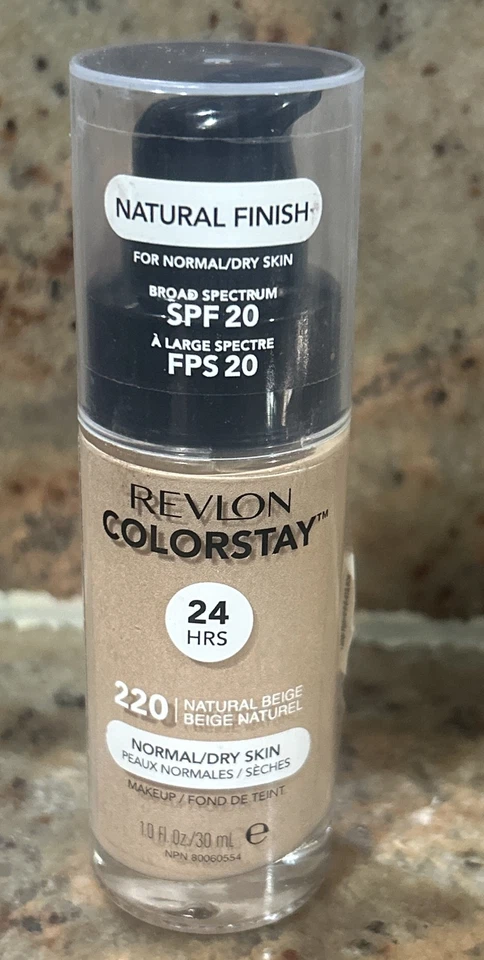 NATURAL FINISH
FOR NORMAL/DRY SKIN
BROAD SPECTRUM
SPF 20
À LARGE SPECTRE
FPS 20
REVLON
COLORSTAY™
24
HRS
220 | NATURAL BEIGE
BEIGE NATUREL
NORMAL/DRY SKIN
PEAUX NORMALES / SÈCHES
MAKEUP / FOND DE TEINT
1.0 Fl. Oz/30 mL e
NPN 80060554